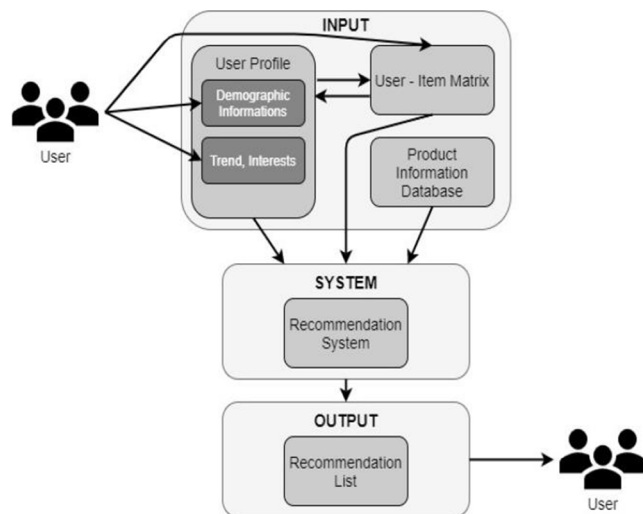 INPUT
User Profile
Demographic
Informations
Trend, Interests
User - Item Matrix
Product
Information
Database
User
SYSTEM
Recommendation
System
OUTPUT
Recommendation
List
User